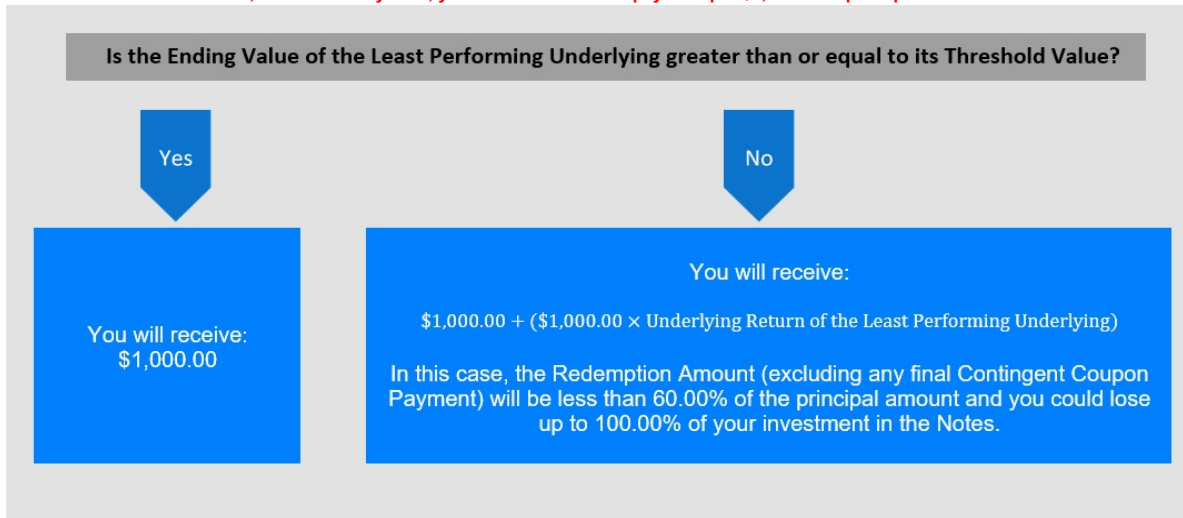 Is the Ending Value of the Least Performing Underlying greater than or equal to its Threshold Value?
Yes
No
You will receive:
$1,000.00
You will receive:
$1,000.00 + ($1,000.00 × Underlying Return of the Least Performing Underlying)
In this case, the Redemption Amount (excluding any final Contingent Coupon
Payment) will be less than 60.00% of the principal amount and you could lose
up to 100.00% of your investment in the Notes.